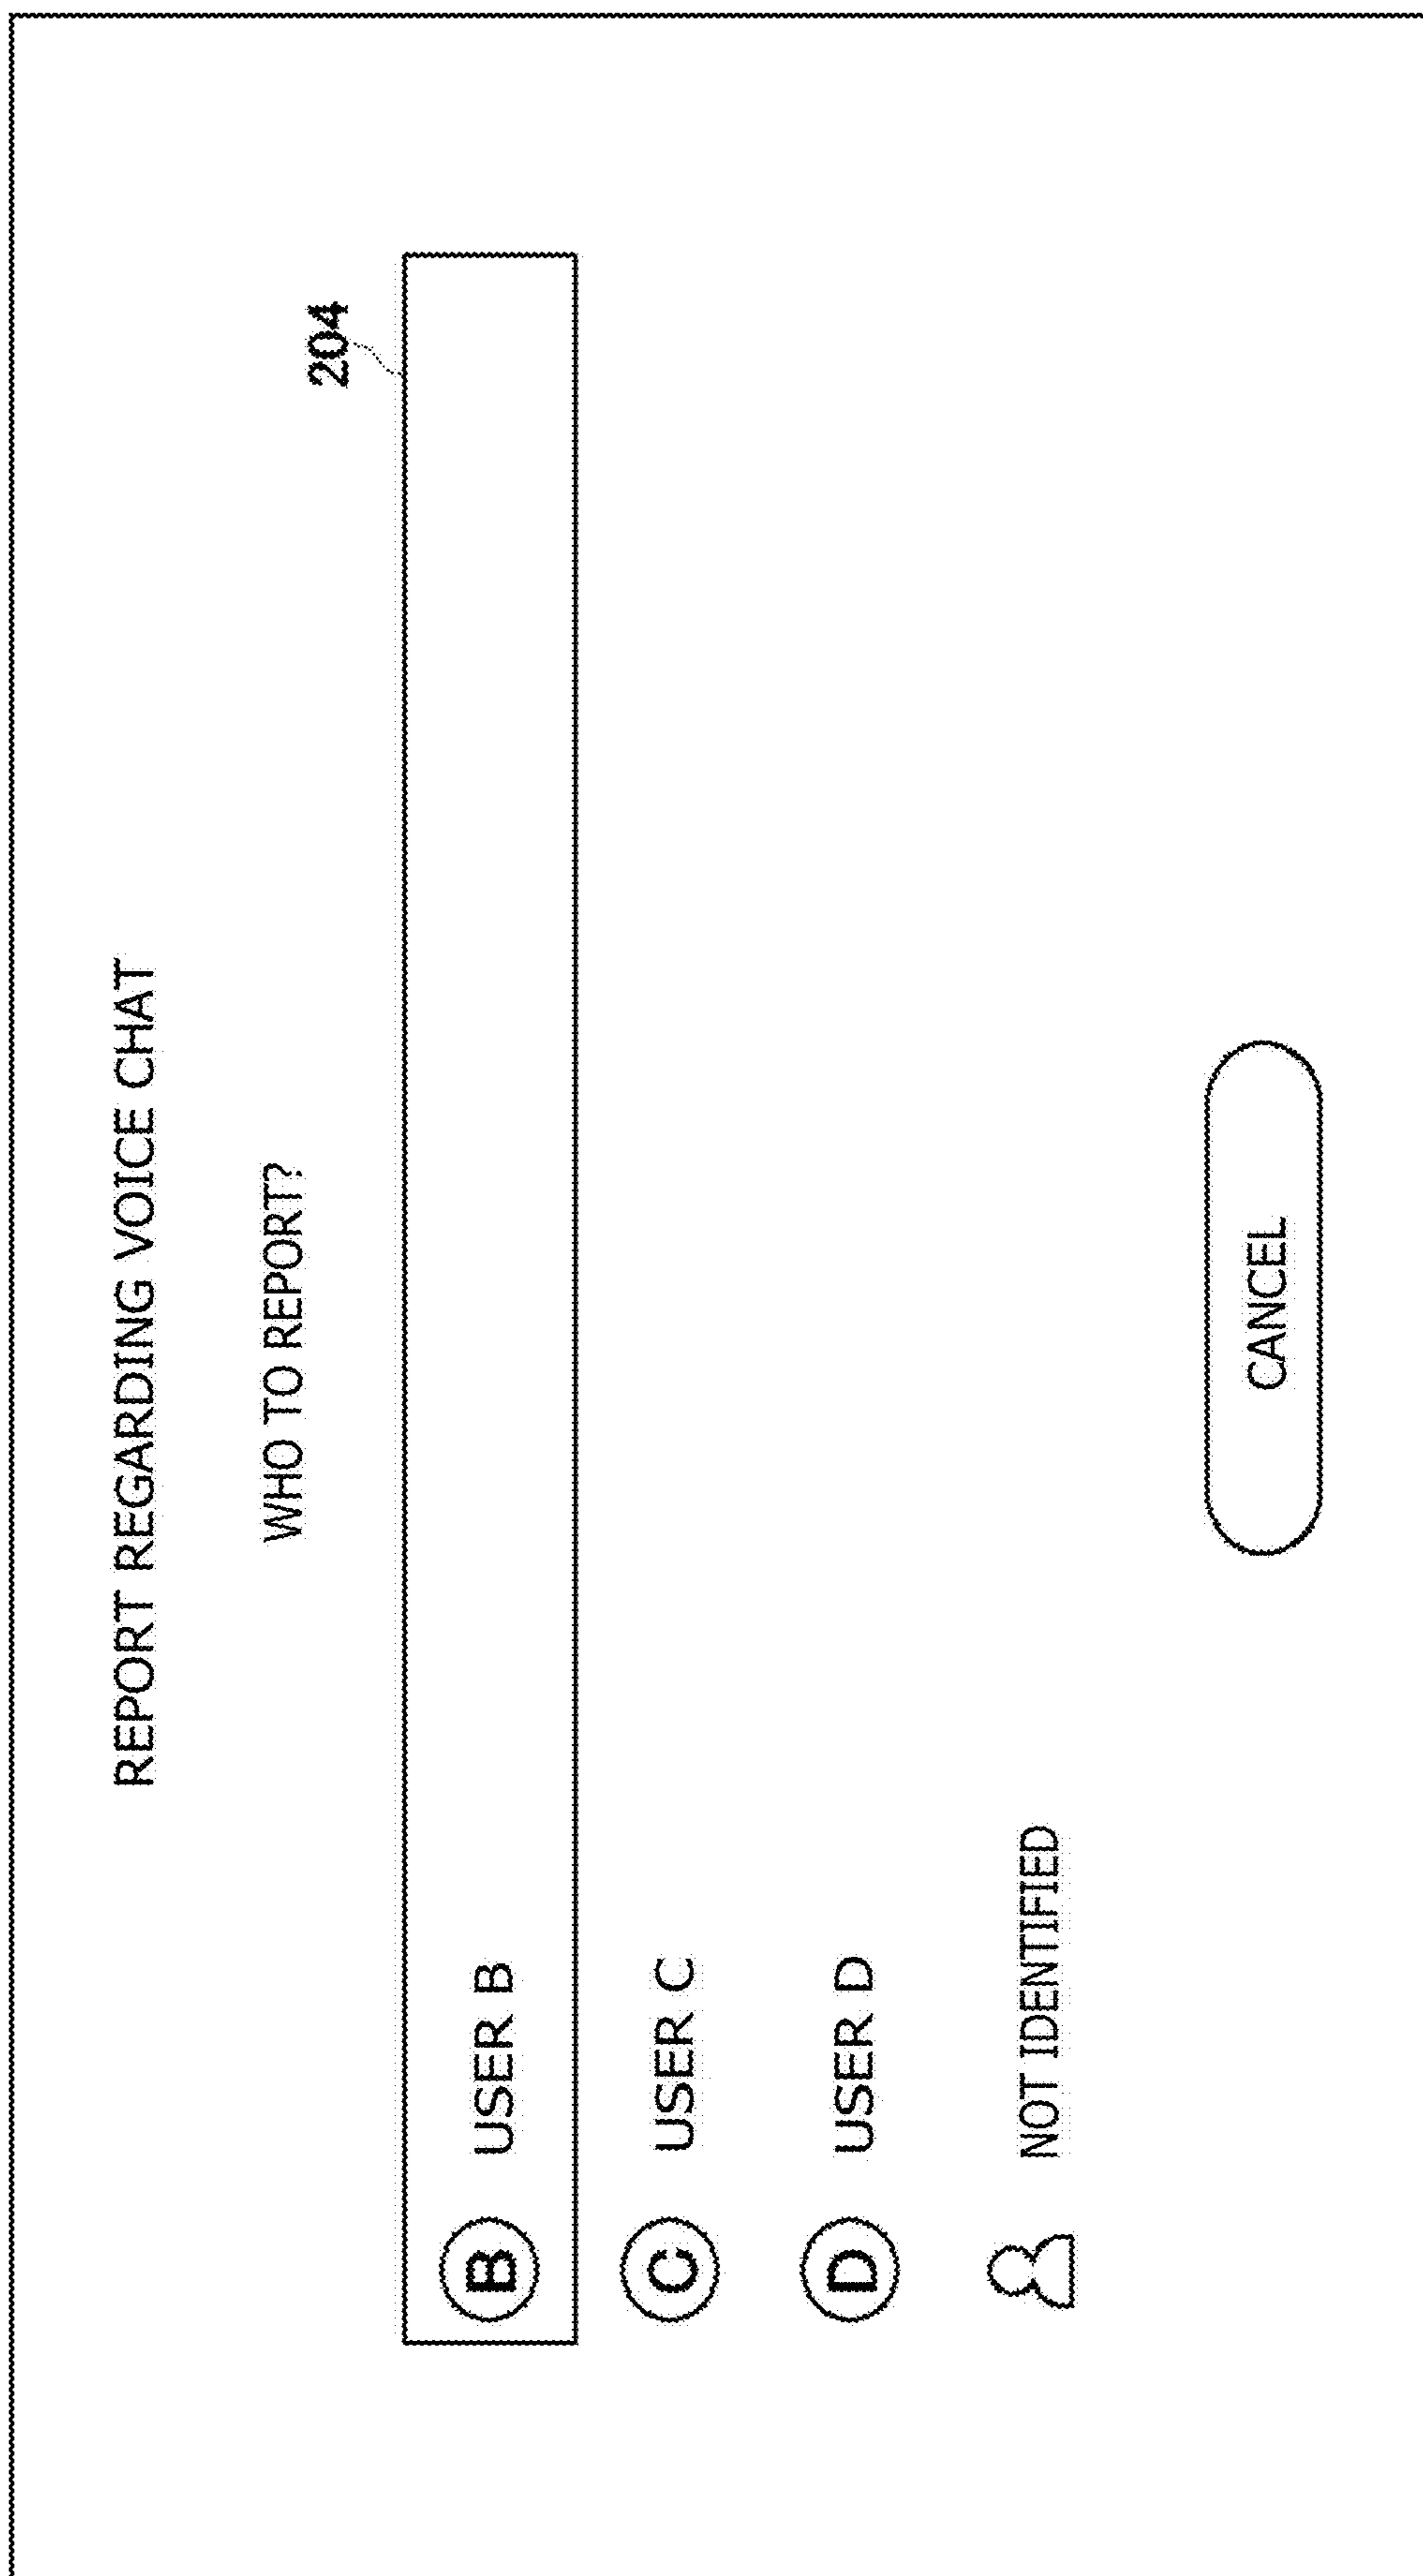 REPORT REGARDING VOICE CHAT
WHO TO REPORT?
204
B USER B
C USER C
D USER D
NOT IDENTIFIED
CANCEL